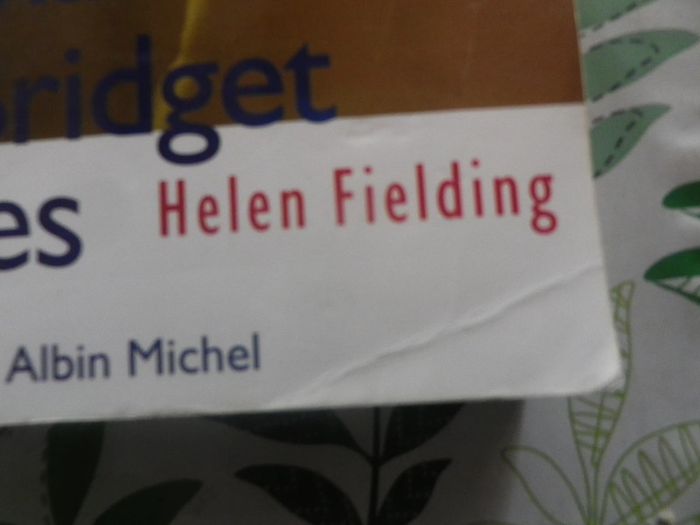 bridget
es Helen Fielding
Albin Michel